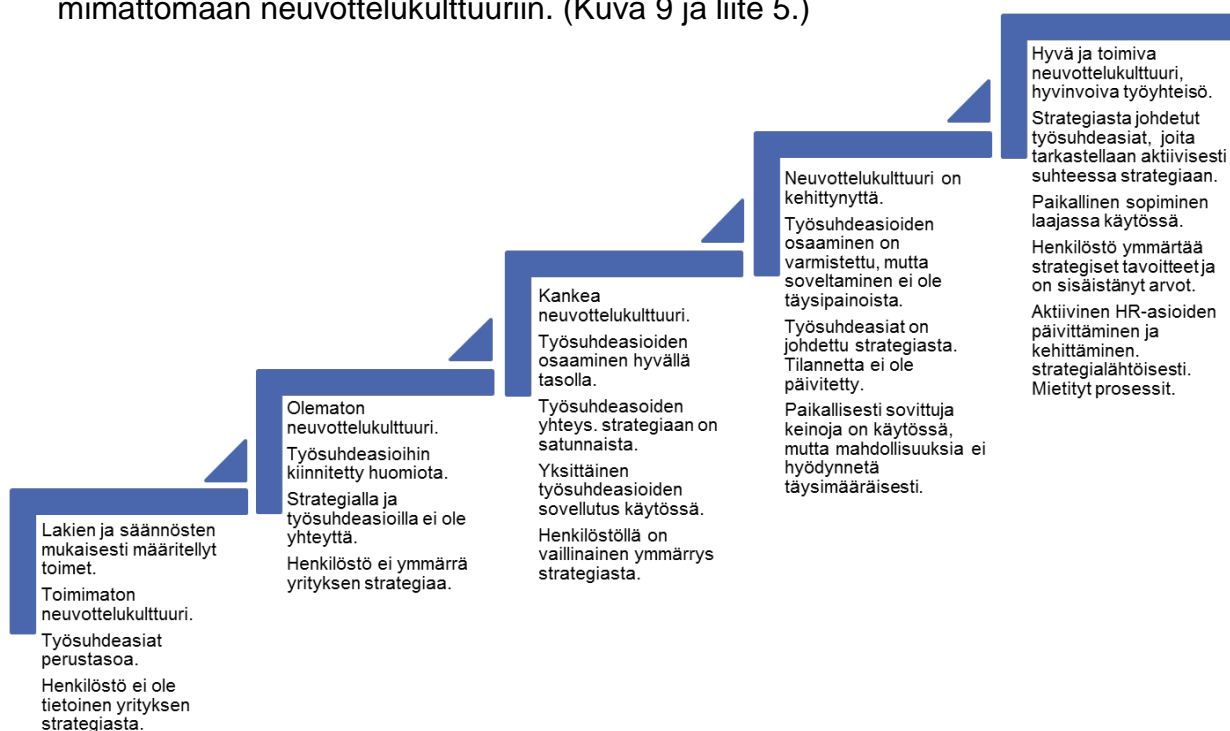 mimattomaan neuvottelukulttuuriin. (Kuva 9 ja liite 5.)
Lakien ja säännösten
mukaisesti määritellyt
toimet.
Toimimaton
neuvottelukulttuuri.
Työsuhdeasiat
perustasoa.
Henkilöstö ei ole
tietoinen yrityksen
strategiasta.
Olematon
neuvottelukulttuuri.
Työsuhdeasioihin
kiinnitetty huomiota.
Strategialla ja
työsuhdeasioilla ei ole
yhteyttä.
Henkilöstö ei ymmärrä
yrityksen strategiaa.
Kankea
neuvottelukulttuuri.
Työsuhdeasioiden
osaaminen hyvällä
tasolla.
Työsuhdeasoiden
yhteys. strategiaan on
satunnaista.
Yksittäinen
työsuhdeasioiden
sovellutus käytössä.
Henkilöstöllä on
vaillinainen ymmärrys
strategiasta.
Neuvottelukulttuuri on
kehittynyttä.
Työsuhdeasioiden
osaaminen on
varmistettu, mutta
soveltaminen ei ole
täysipainoista.
Työsuhdeasiat on
johdettu strategiasta.
Tilannetta ei ole
päivitetty.
Paikallisesti sovittuja
keinoja on käytössä,
mutta mahdollisuuksia ei
hyödynnetä
täysimääräisesti.
Hyvä ja toimiva
neuvottelukulttuuri,
hyvinvoiva työyhteisö.
Strategiasta johdetut
työsuhdeasiat, joita
tarkastellaan aktiivisesti
suhteessa strategiaan.
Paikallinen sopiminen
laajassa käytössä.
Henkilöstö ymmärtää
strategiset tavoitteet ja
on sisäistänyt arvot.
Aktiivinen HR-asioiden
päivittäminen ja
kehittäminen.
strategialähtöisesti.
Mietityt prosessit.